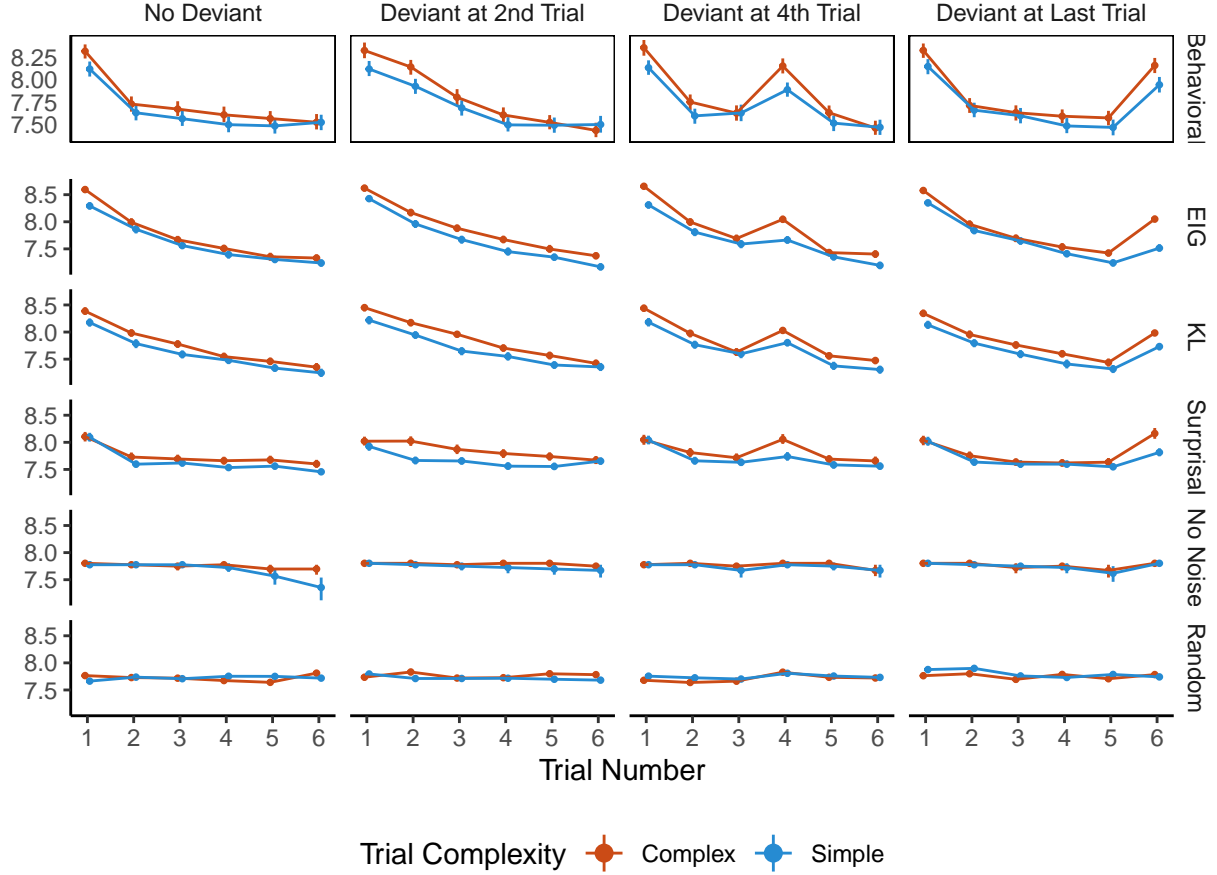 No Deviant
Deviant at 2nd Trial
Deviant at 4th Trial
Deviant at Last Trial
8.25
8.00
7.75
7.50
Behavioral
8.5
8.0
7.5
EIG
8.5
8.0
7.5
KL
8.5
8.0
7.5
Surprisal
8.5
8.0
7.5
No Noise
8.5
8.0
7.5
Random
1 2 3 4 5 6
1 2 3 4 5 6
1 2 3 4 5 6
1 2 3 4 5 6
Trial Number
Trial Complexity Complex Simple